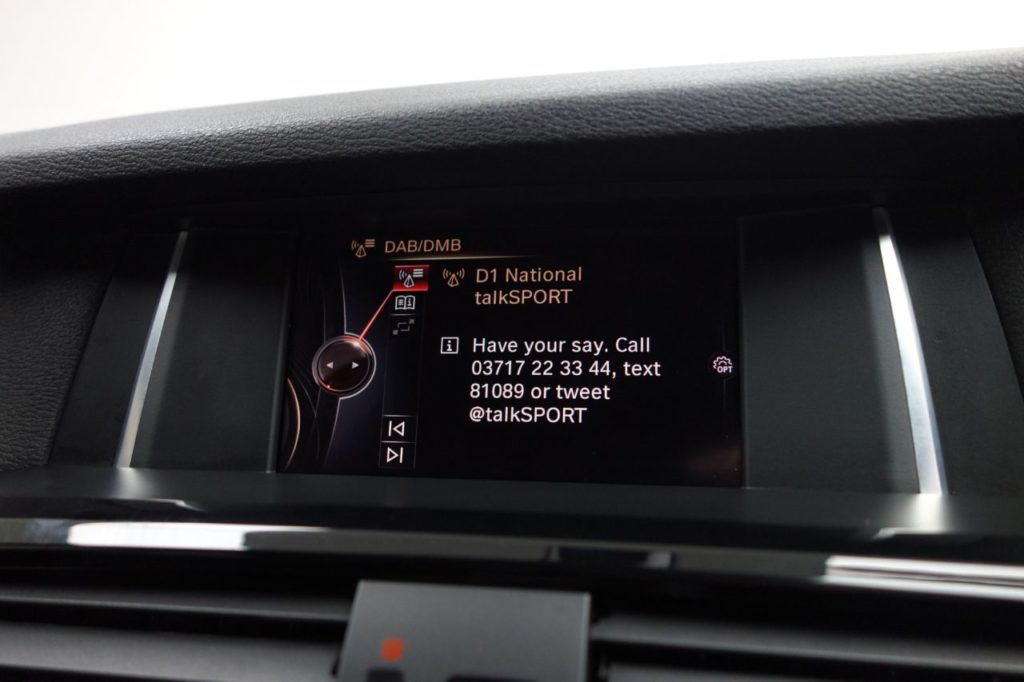 DAB/DMB
D1 National
talkSPORT
Have your say. Call
03717 22 33 44, text
81089 or tweet
@talkSPORT
OPT